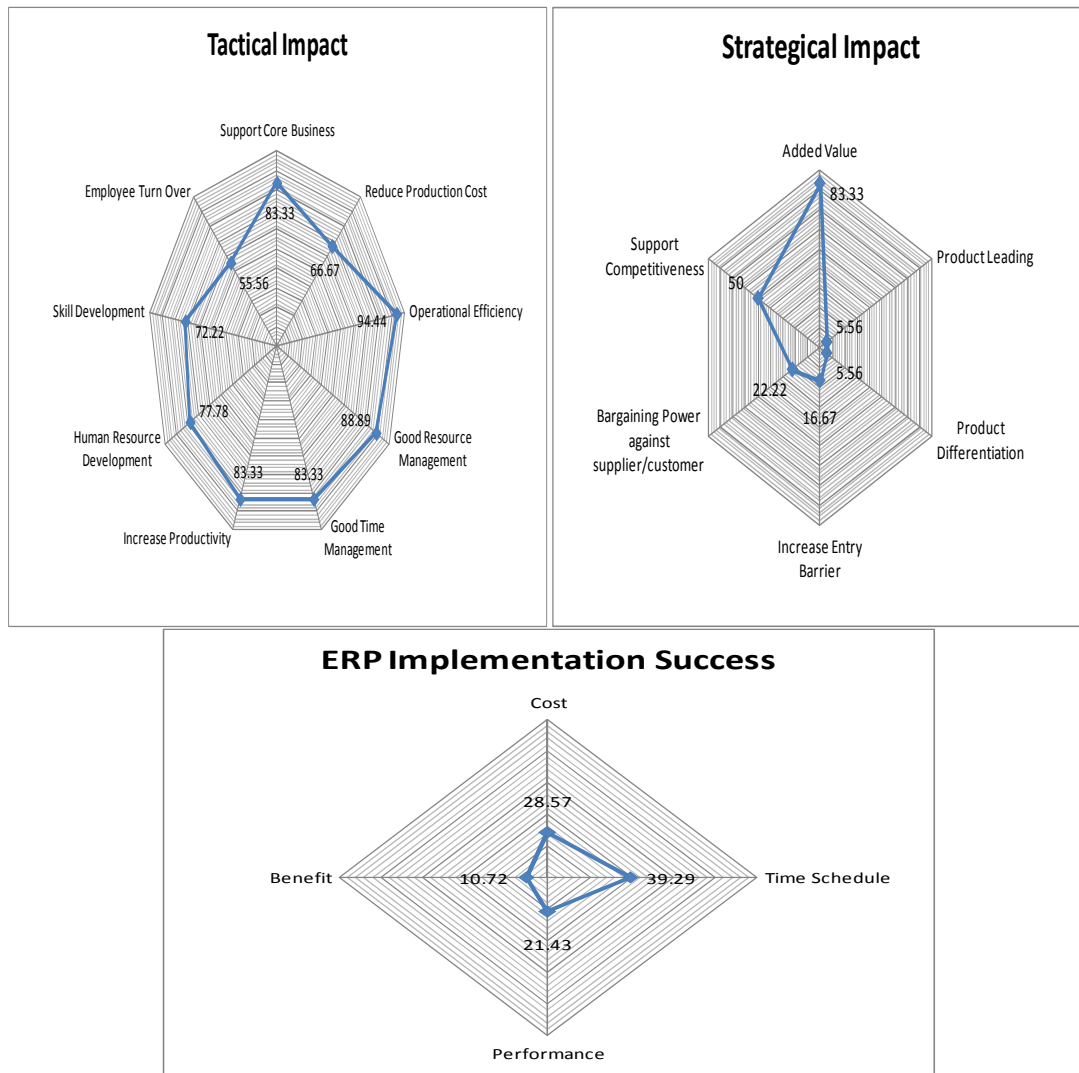 Tactical Impact
Support Core Business
Employee Turn Over
Reduce Production Cost
83.33
66.67
55.56
Skill Development
Operational Efficiency
94.44
72.22
77.78
88.89
Human Resource
Development
Good Resource
Management
83.33
83.33
Increase Productivity
Good Time
Management
Strategical Impact
Added Value
83.33
Support
Competitiveness
Product Leading
50
5.56
5.56
22.22
16.67
Bargaining Power
against
supplier/customer
Product
Differentiation
Increase Entry
Barrier
ERP Implementation Success
Cost
28.57
Benefit
10.72
39.29
Time Schedule
21.43
Performance